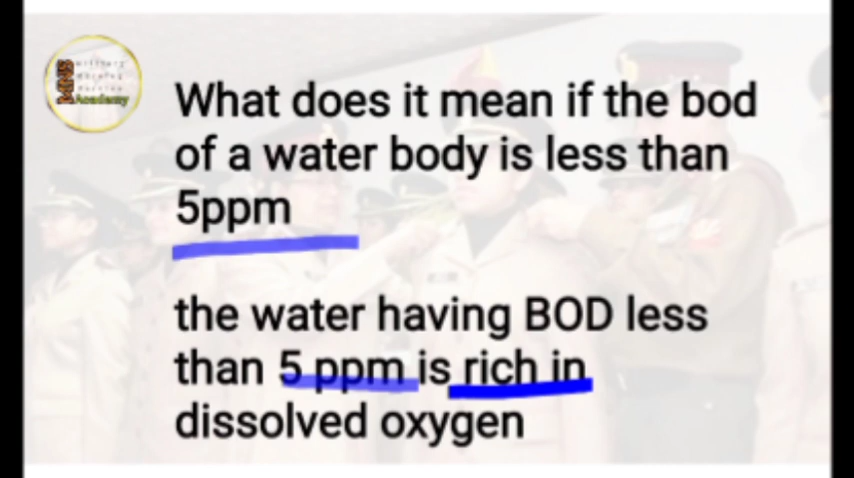 Academy
What does it mean if the bod
of a water body is less than
5ppm
the water having BOD less
than 5 ppm is rich in
dissolved oxygen